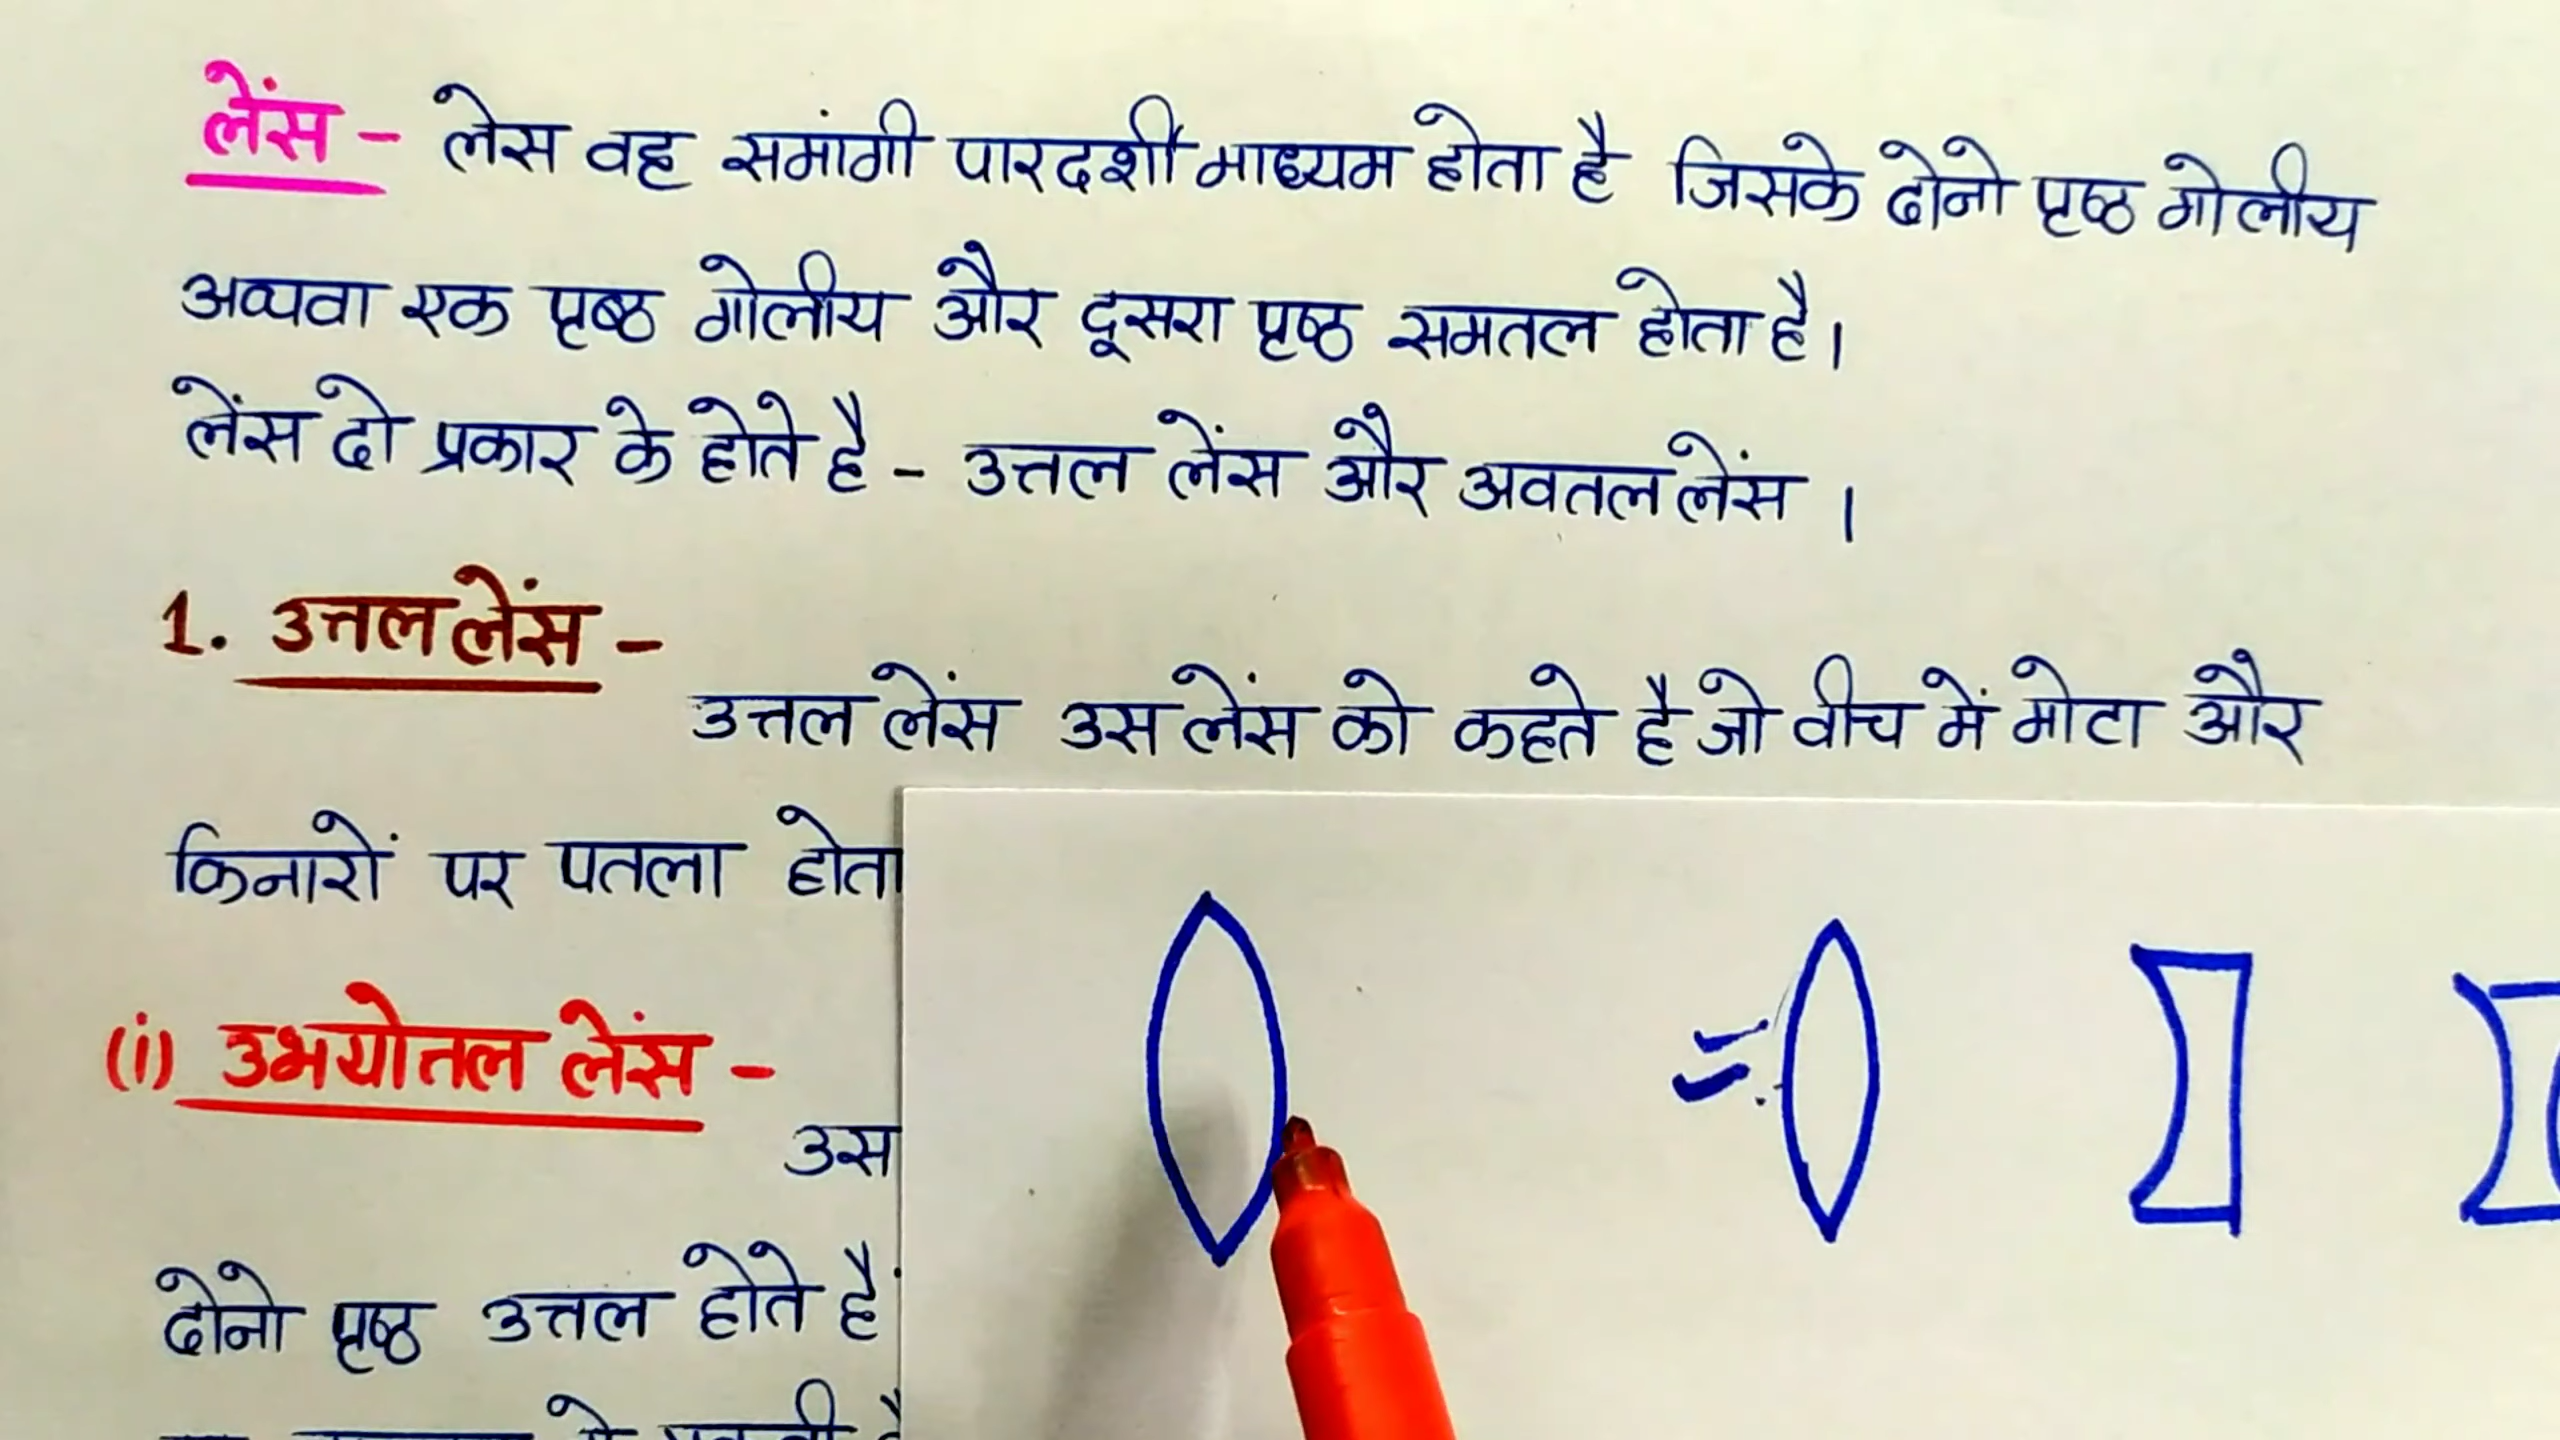 लेंस - लेस वह समांगी पारदर्शी माध्यम होता है जिसके दोनो पृष्ठ गोलीय
अथवा एक पृष्ठ गोलीय और दूसरा पृष्ठ समतल होता है।
लेंस दो प्रकार के होते है - उत्तल लेंस और अवतल लेंस ।
1. उत्तल लेंस -
उत्तल लेंस उस लेंस को कहते है जो वीच में मोटा और
किनारों पर पतला होता
(i) उभयोतल लेंस -
उस
दोनो पृष्ठ उत्तल होते हैं